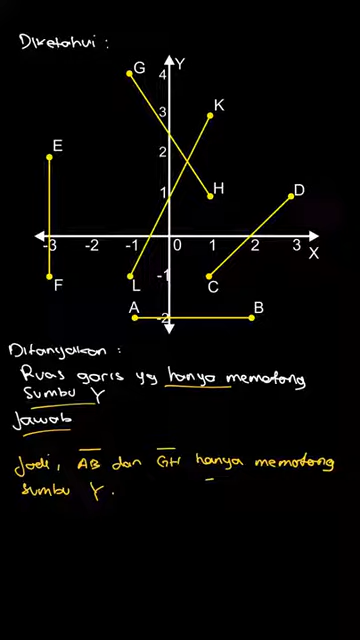 Diketahui :
Y
G
4
K
3
E
2
1
H
D
-3
-2
-1
0
1
2
3
X
F
L
-1
C
A
B
-2
Ditanyakan :
Ruas garis yg hanya memotong
Sumbu Y
Jawab
Jadi, AB dan GH hanya memotong
sumbu Y.